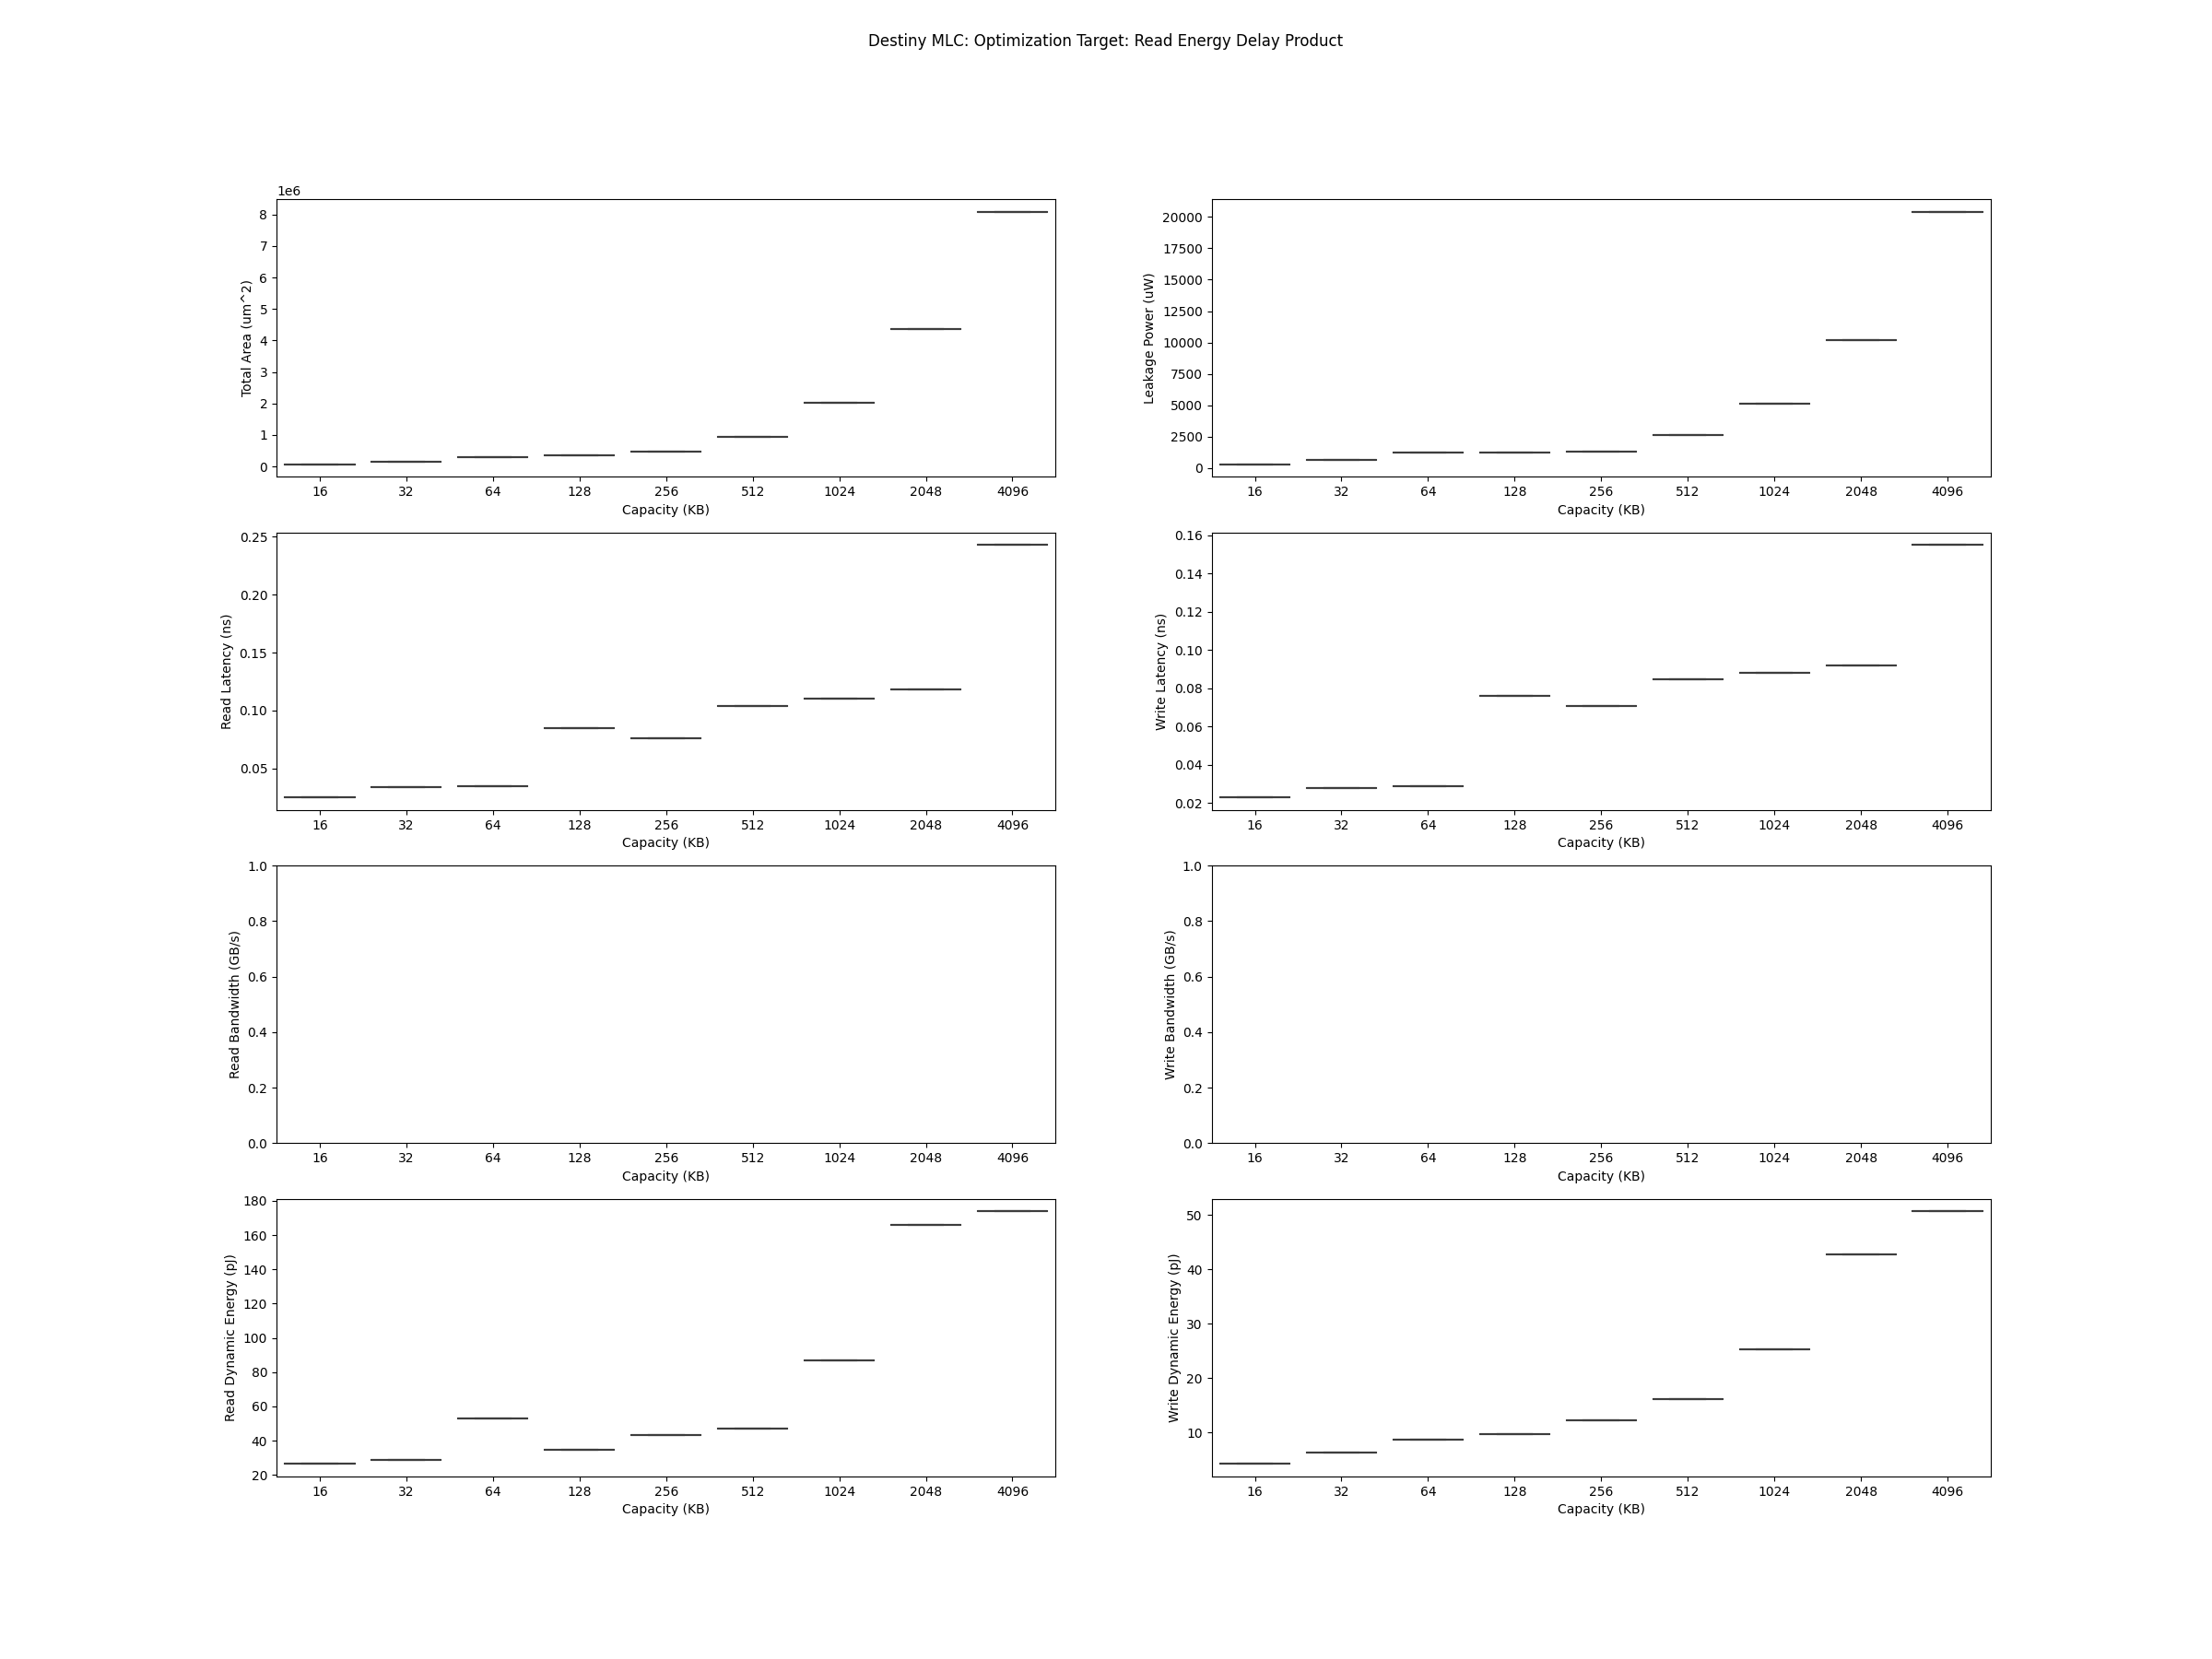 Destiny MLC: Optimization Target: Read Energy Delay Product
1e6
8
7
6
5
4
3
2
1
0
Total Area (um^2)
16 32 64 128 256 512 1024 2048 4096
Capacity (KB)
20000
17500
15000
12500
10000
7500
5000
2500
0
Leakage Power (uW)
16 32 64 128 256 512 1024 2048 4096
Capacity (KB)
0.25
0.20
0.15
0.10
0.05
Read Latency (ns)
16 32 64 128 256 512 1024 2048 4096
Capacity (KB)
0.16
0.14
0.12
0.10
0.08
0.06
0.04
0.02
Write Latency (ns)
16 32 64 128 256 512 1024 2048 4096
Capacity (KB)
1.0
0.8
0.6
0.4
0.2
0.0
Read Bandwidth (GB/s)
16 32 64 128 256 512 1024 2048 4096
Capacity (KB)
1.0
0.8
0.6
0.4
0.2
0.0
Write Bandwidth (GB/s)
16 32 64 128 256 512 1024 2048 4096
Capacity (KB)
180
160
140
120
100
80
60
40
20
Read Dynamic Energy (pJ)
16 32 64 128 256 512 1024 2048 4096
Capacity (KB)
50
40
30
20
10
Write Dynamic Energy (pJ)
16 32 64 128 256 512 1024 2048 4096
Capacity (KB)